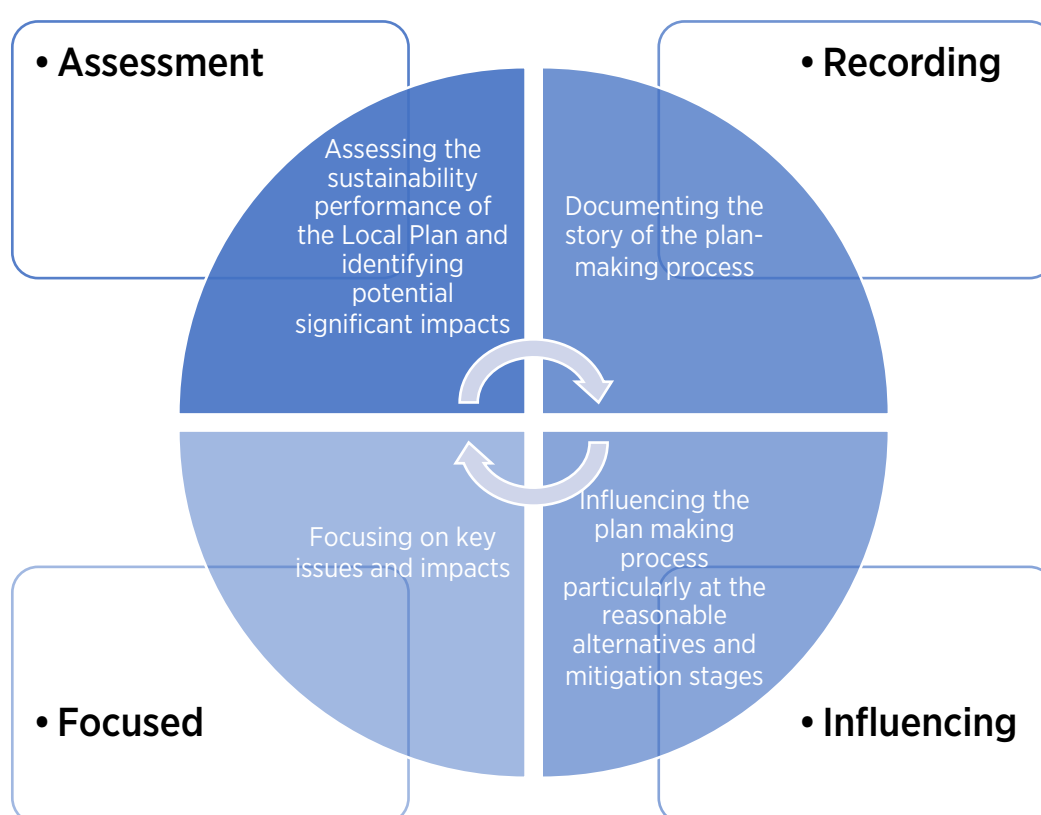 • Assessment
Assessing the
sustainability
performance of
the Local Plan and
identifying
potential
significant impacts
• Recording
Documenting the
story of the plan-
making process
Focusing on key
issues and impacts
• Focused
Influencing the
plan making
process
particularly at the
reasonable
alternatives and
mitigation stages
• Influencing